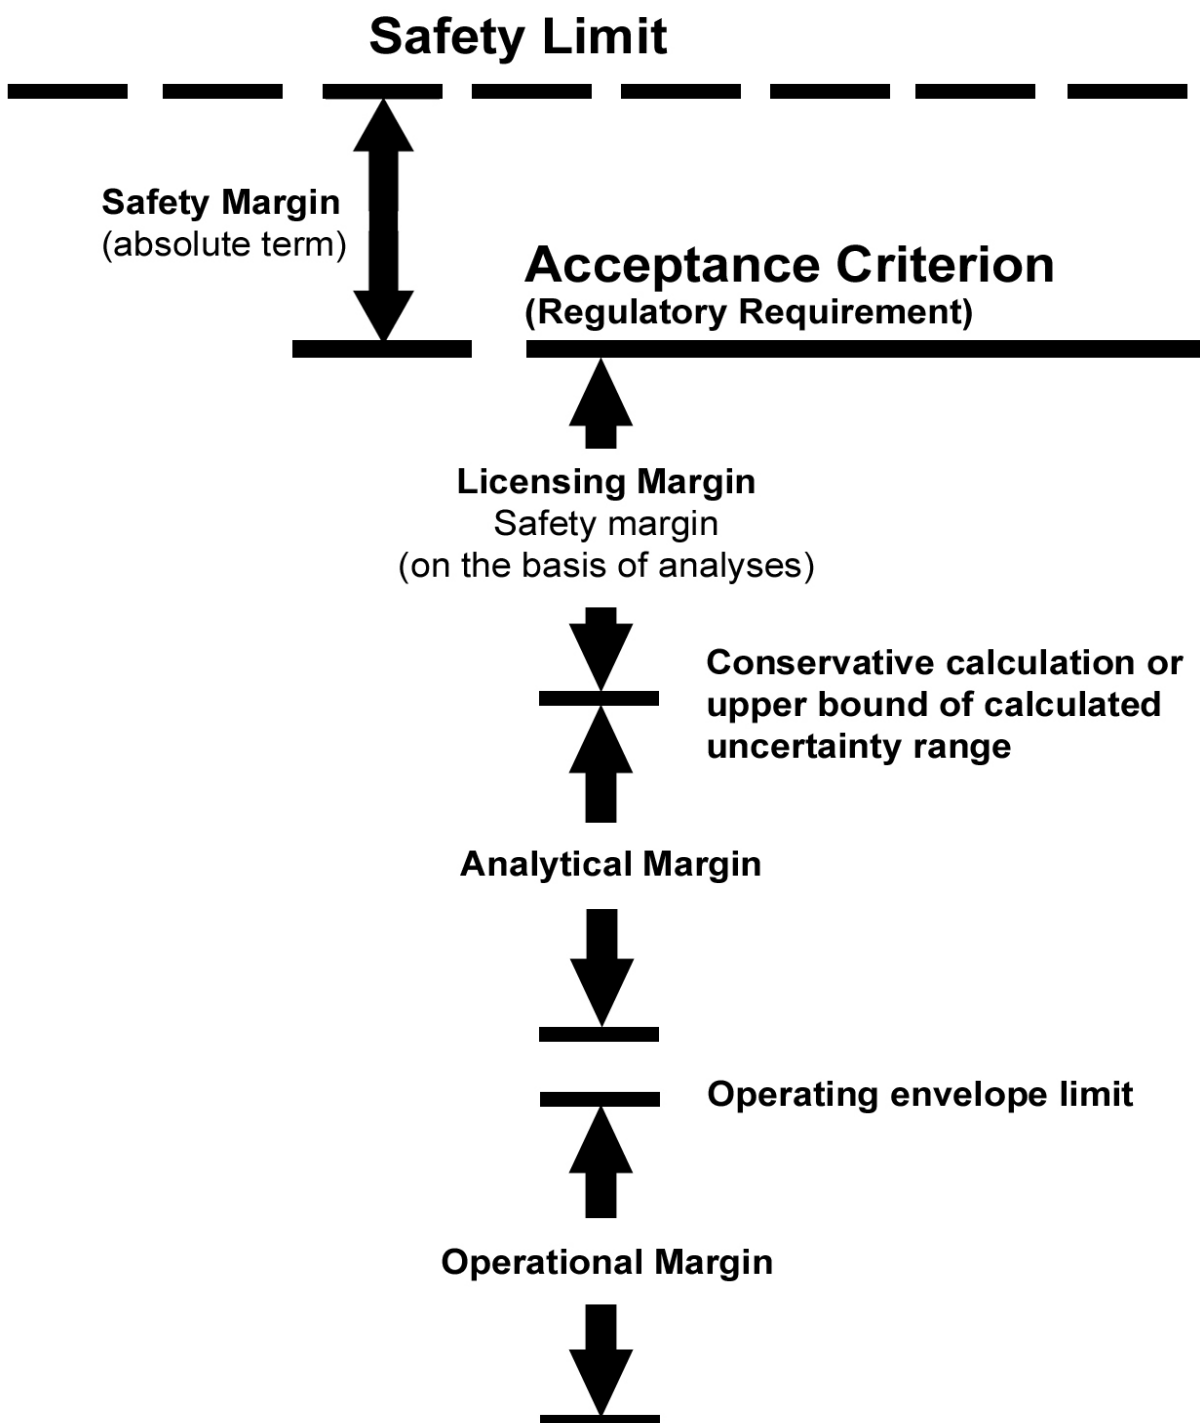 Safety Limit
Safety Margin
(absolute term)
Acceptance Criterion
(Regulatory Requirement)
Licensing Margin
Safety margin
(on the basis of analyses)
Conservative calculation or
upper bound of calculated
uncertainty range
Analytical Margin
Operating envelope limit
Operational Margin